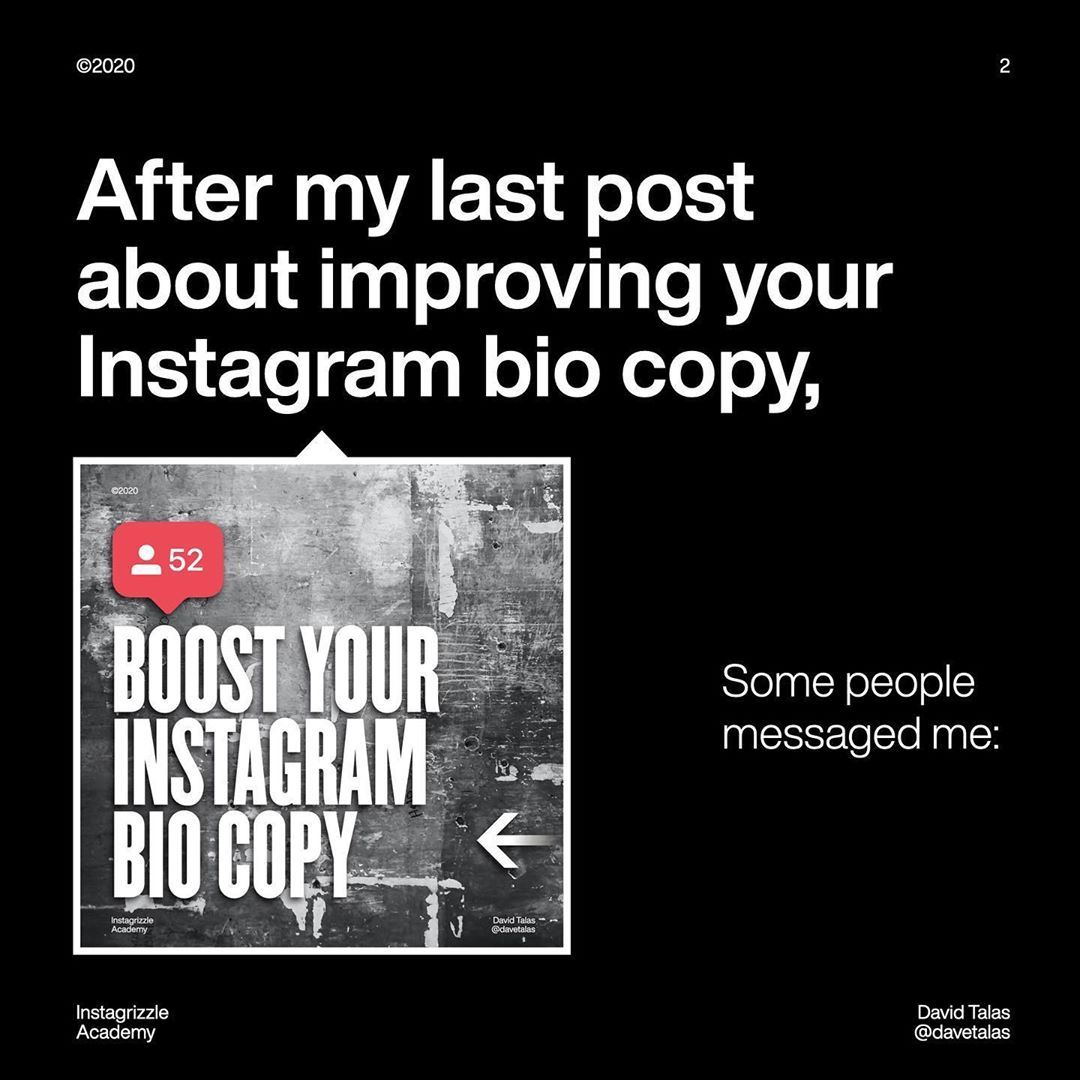 ©2020
2
After my last post
about improving your
Instagram bio copy,
©2020
1
52
BOOST YOUR
INSTAGRAM
BIO COPY
Instagrizzle
Academy
David Talas
@davetalas
Some people
messaged me:
Instagrizzle
Academy
David Talas
@davetalas